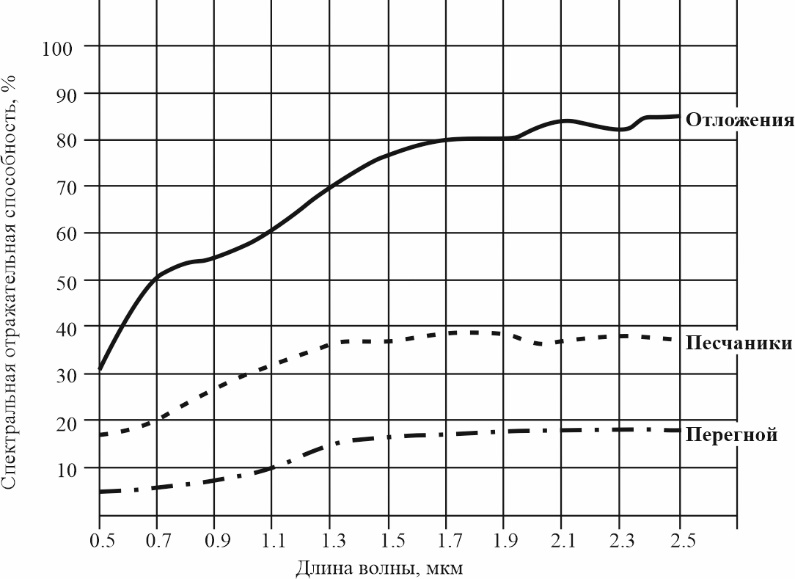 Спектральная отражательная способность, %
100
90
80
70
60
50
40
30
20
10
Отложения
Песчаники
Перегной
0.5 0.7 0.9 1.1 1.3 1.5 1.7 1.9 2.1 2.3 2.5
Длина волны, мкм